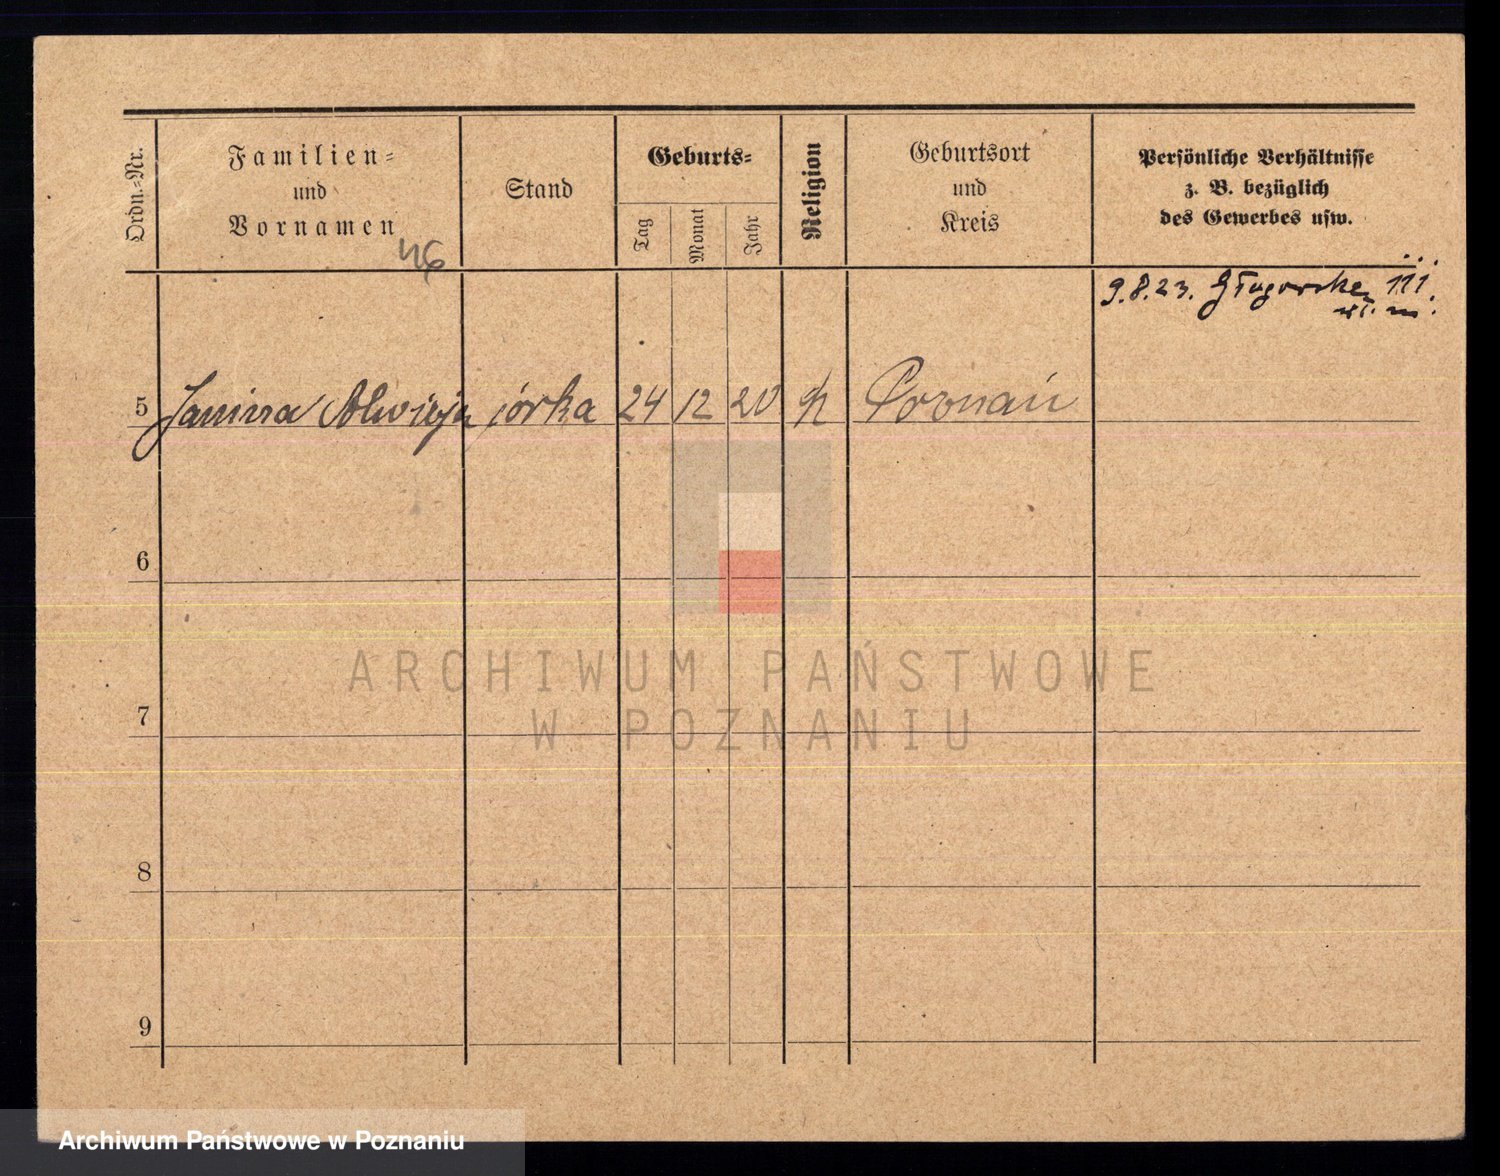 Ordn.-Nr.
Familien-
und
Vornamen
46
Stand
Geburts-
Tag
Monat
Jahr
Religion
Geburtsort
und
Kreis
Persönliche Verhältnisse
z. B. bezüglich
des Gewerbes usw.
9.8.23. Głogowska 111.
5 Janina córka 24 12 20 Poznań
6
7
8
9
ARCHIWUM PAŃSTWOWE
W POZNANIU
Archiwum Państwowe w Poznaniu